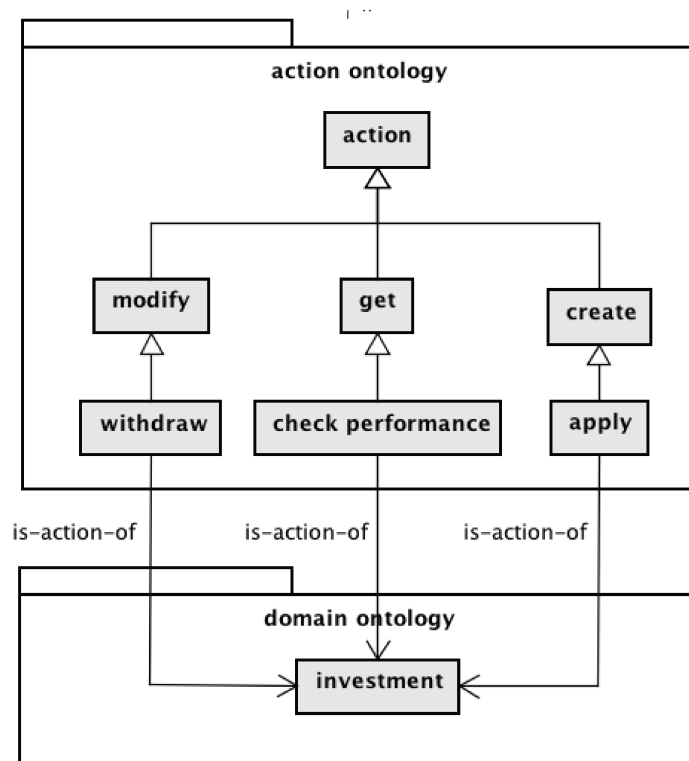 action ontology
action
modify
get
create
withdraw
check performance
apply
is-action-of
is-action-of
is-action-of
domain ontology
investment